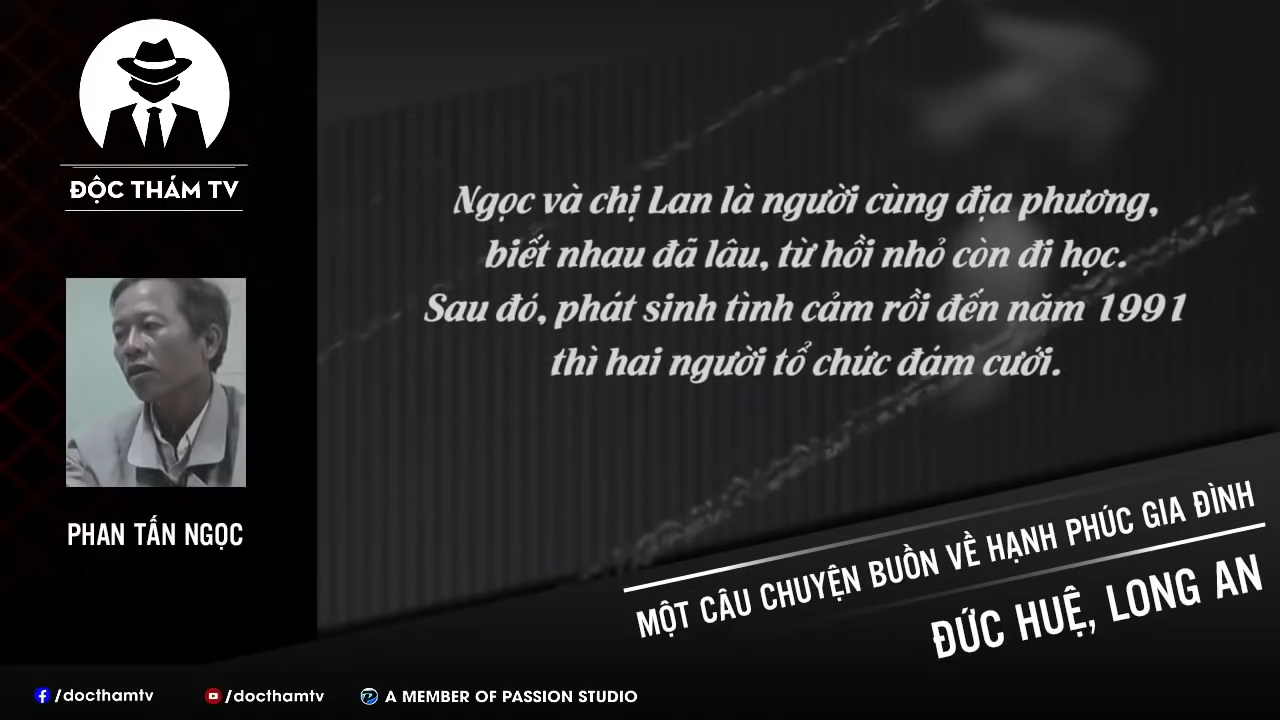 ĐỘC THÁM TV
PHAN TẤN NGỌC
Ngọc và chị Lan là người cùng địa phương,
biết nhau đã lâu, từ hồi nhỏ còn đi học.
Sau đó, phát sinh tình cảm rồi đến năm 1991
thì hai người tổ chức đám cưới.
MỘT CÂU CHUYỆN BUỒN VỀ HẠNH PHÚC GIA ĐÌNH
ĐỨC HUỆ, LONG AN
/docthamtv /docthamtv A MEMBER OF PASSION STUDIO